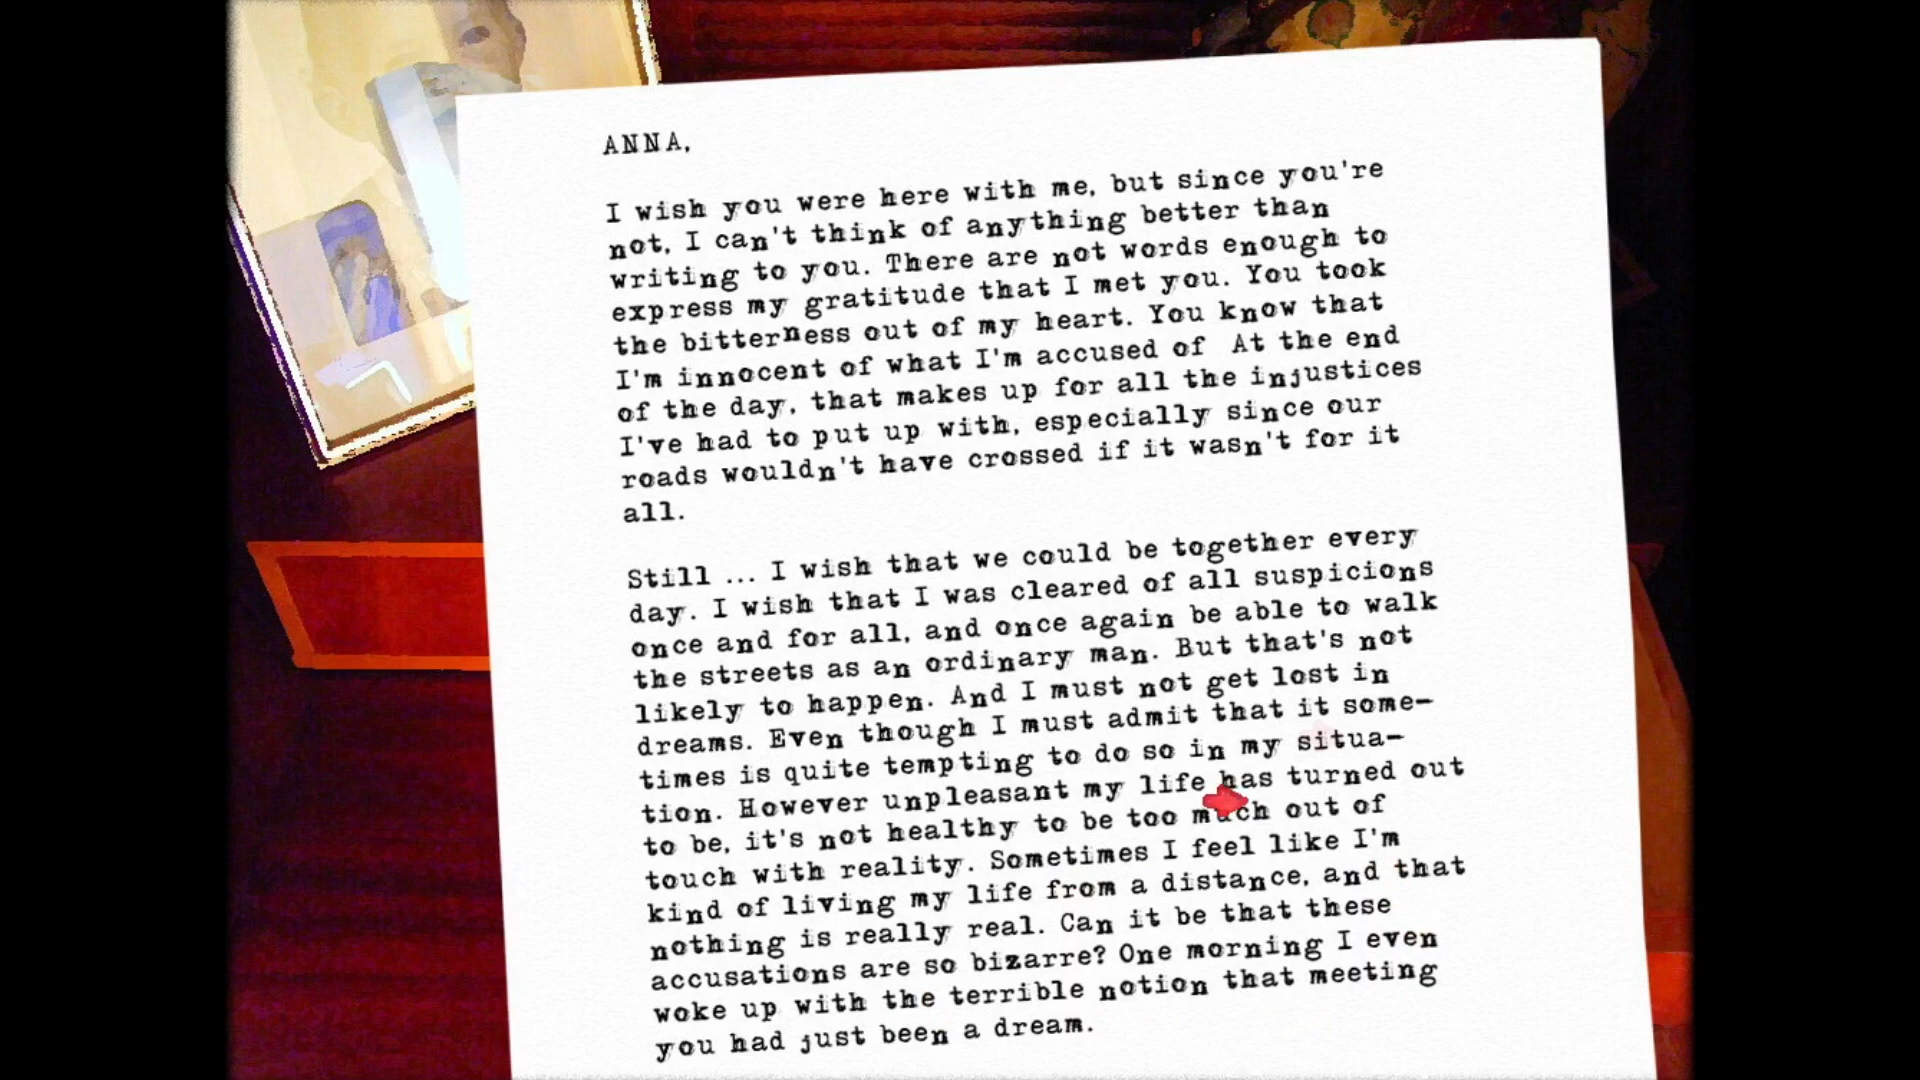 ANNA,
I wish you were here with me, but since you're
not, I can't think of anything better than
writing to you. There are not words enough to
express my gratitude that I met you. You took
the bitterness out of my heart. You know that
I'm innocent of what I'm accused of  At the end
of the day, that makes up for all the injustices
I've had to put up with, especially since our
roads wouldn't have crossed if it wasn't for it
all.
Still ... I wish that we could be together every
day. I wish that I was cleared of all suspicions
once and for all, and once again be able to walk
the streets as an ordinary man. But that's not
likely to happen. And I must not get lost in
dreams. Even though I must admit that it some-
times is quite tempting to do so in my situa-
tion. However unpleasant my life has turned out
to be, it's not healthy to be too much out of
touch with reality. Sometimes I feel like I'm
kind of living my life from a distance, and that
nothing is really real. Can it be that these
accusations are so bizarre? One morning I even
woke up with the terrible notion that meeting
you had just been a dream.